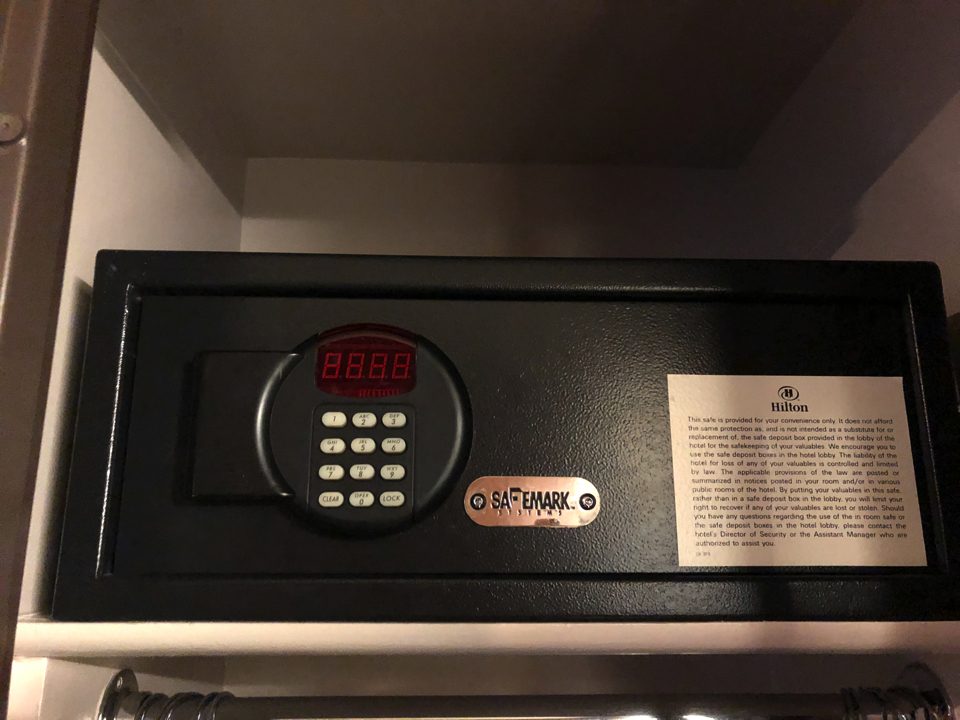 8.8.8.8
1
ABC
2
DEF
3
GHI
4
JKL
5
MNO
6
PRS
7
TUV
8
WXY
9
CLEAR
OPER
0
LOCK
SAFEMARK
SYSTEMS
H
Hilton
This safe is provided for your convenience only. It does not afford
the same protection as, and is not intended as a substitute for or
replacement of, the safe deposit box provided in the lobby of the
hotel for the safekeeping of your valuables. We encourage you to
use the safe deposit boxes in the hotel lobby. The liability of the
hotel for loss of any of your valuables is controlled and limited
by law. The applicable provisions of the law are posted or
summarized in notices posted in your room and/or in various
public rooms of the hotel. By putting your valuables in this safe,
rather than in a safe deposit box in the lobby, you will limit your
right to recover if any of your valuables are lost or stolen. Should
you have any questions regarding the use of the in room safe or
the safe deposit boxes in the hotel lobby, please contact the
hotel's Director of Security or the Assistant Manager who are
authorized to assist you.